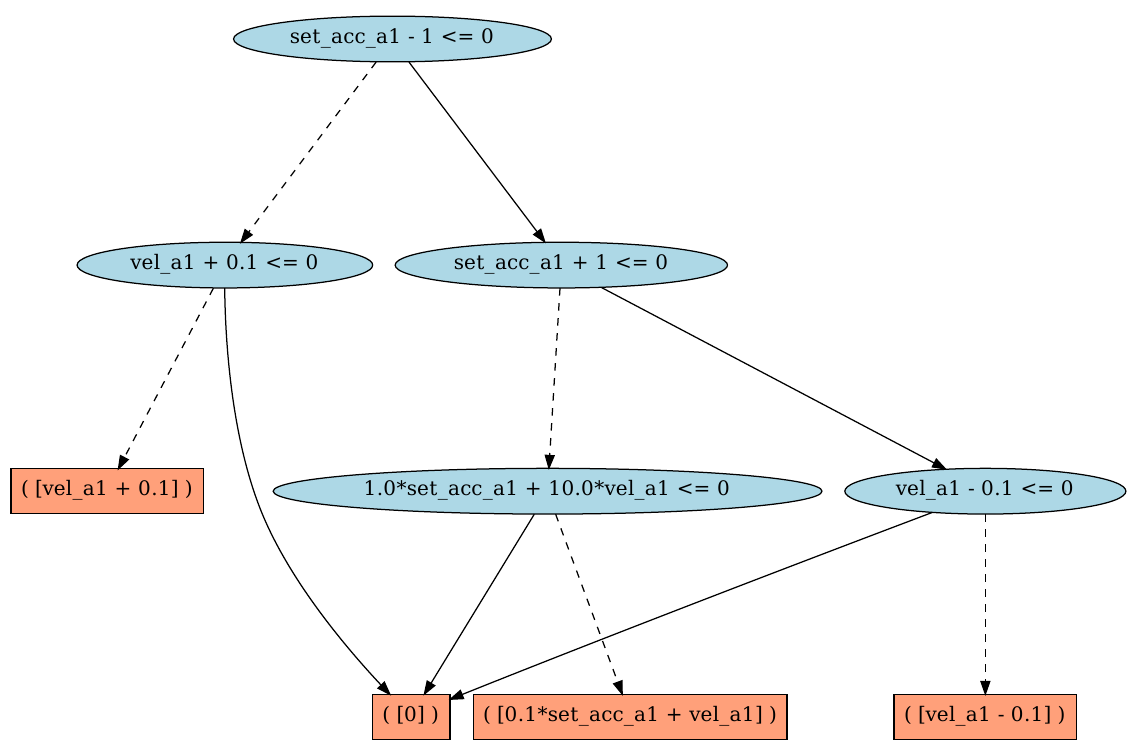 set_acc_a1 - 1 <= 0
vel_a1 + 0.1 <= 0
set_acc_a1 + 1 <= 0
( [vel_a1 + 0.1] )
1.0*set_acc_a1 + 10.0*vel_a1 <= 0
vel_a1 - 0.1 <= 0
( [0] )
( [0.1*set_acc_a1 + vel_a1] )
( [vel_a1 - 0.1] )